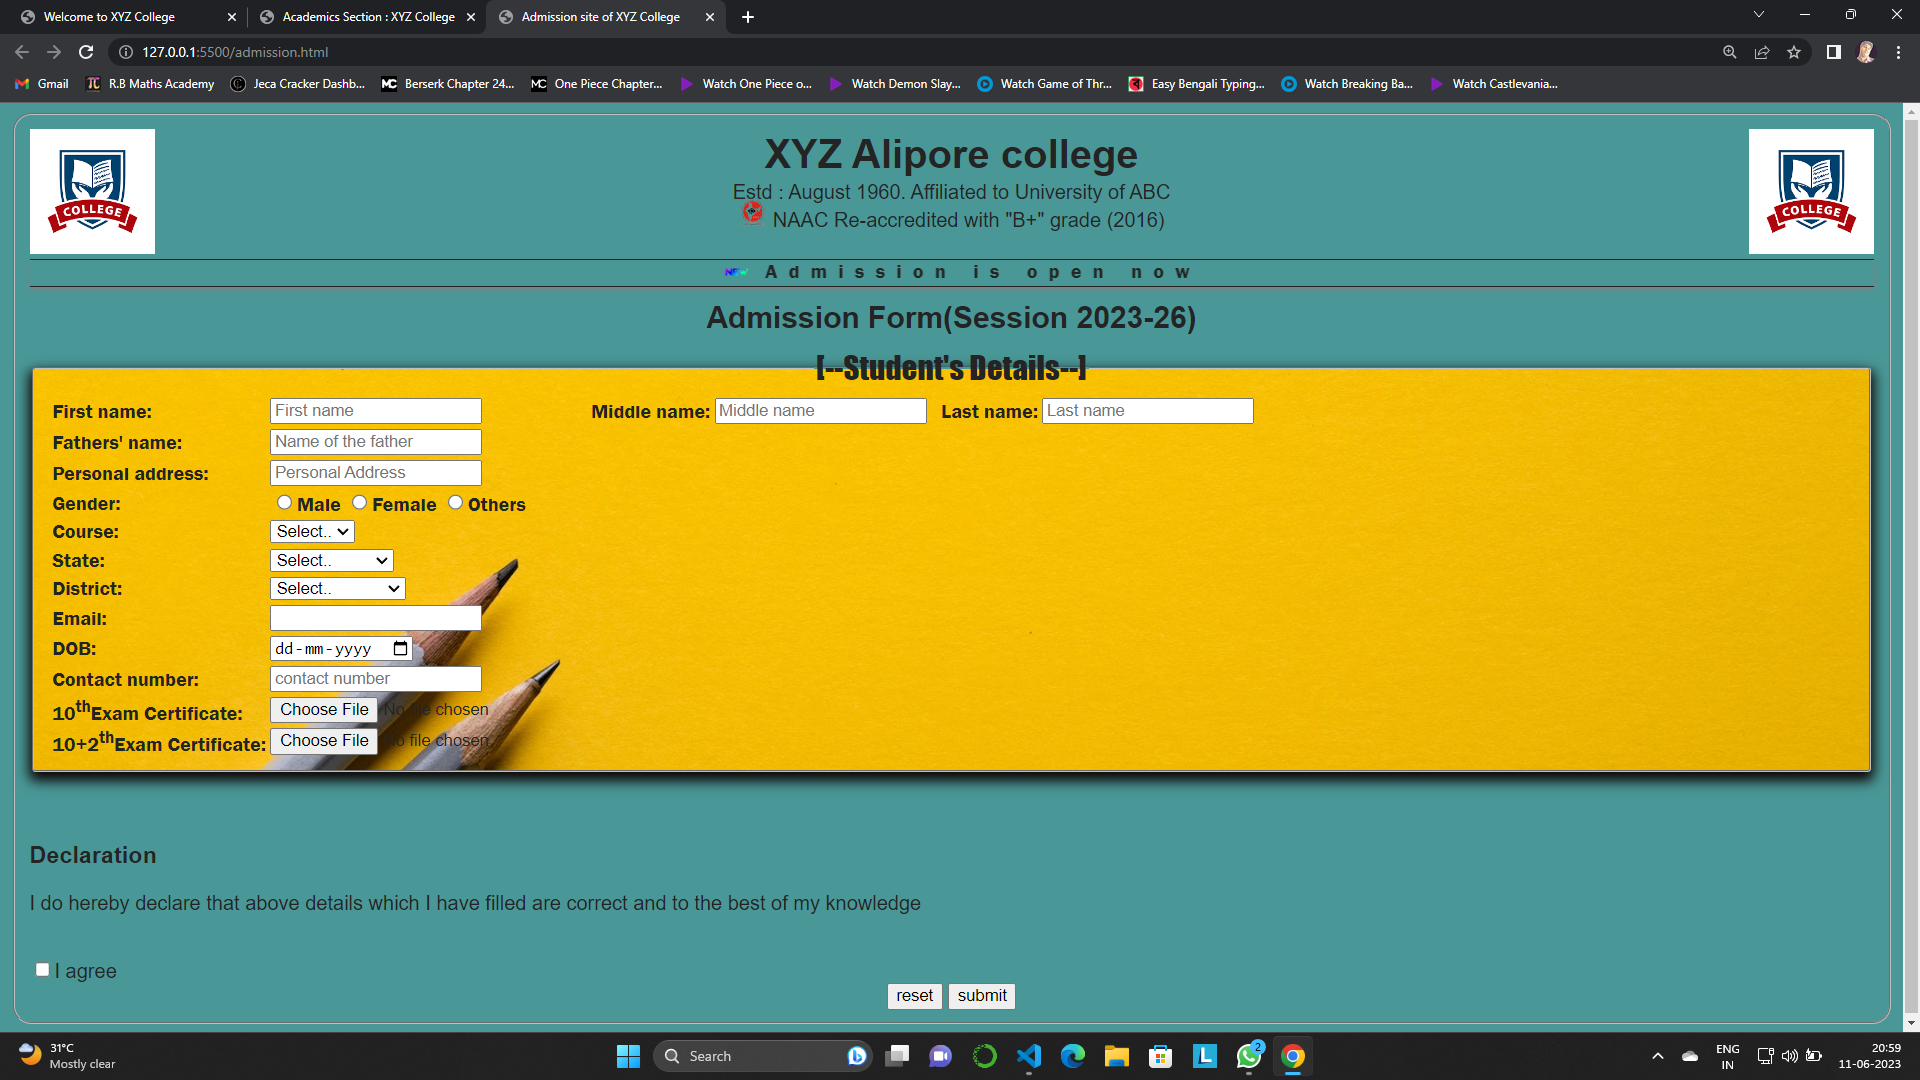 Welcome to XYZ College
Academics Section : XYZ College
Admission site of XYZ College
127.0.0.1:5500/admission.html
Gmail
R.B Maths Academy
Jeca Cracker Dashb...
MC
Berserk Chapter 24...
MC
One Piece Chapter...
Watch One Piece o...
Watch Demon Slay...
Watch Game of Thr...
Easy Bengali Typing...
Watch Breaking Ba...
Watch Castlevania...
COLLEGE
XYZ Alipore college
COLLEGE
Estd : August 1960. Affiliated to University of ABC
NAAC Re-accredited with "B+" grade (2016)
NEW Admission is open now
Admission Form(Session 2023-26)
[--Student's Details--]
First name: First name Middle name: Middle name Last name: Last name
Fathers' name: Name of the father
Personal address: Personal Address
Gender: Male Female Others
Course: Select..
State: Select..
District: Select..
Email:
DOB: dd-mm-yyyy
Contact number: contact number
10thExam Certificate: Choose File No file chosen
10+2thExam Certificate: Choose File No file chosen
Declaration
I do hereby declare that above details which I have filled are correct and to the best of my knowledge
I agree
reset submit
31°C
Mostly clear
Search
L
2
ENG
IN
20:59
11-06-2023